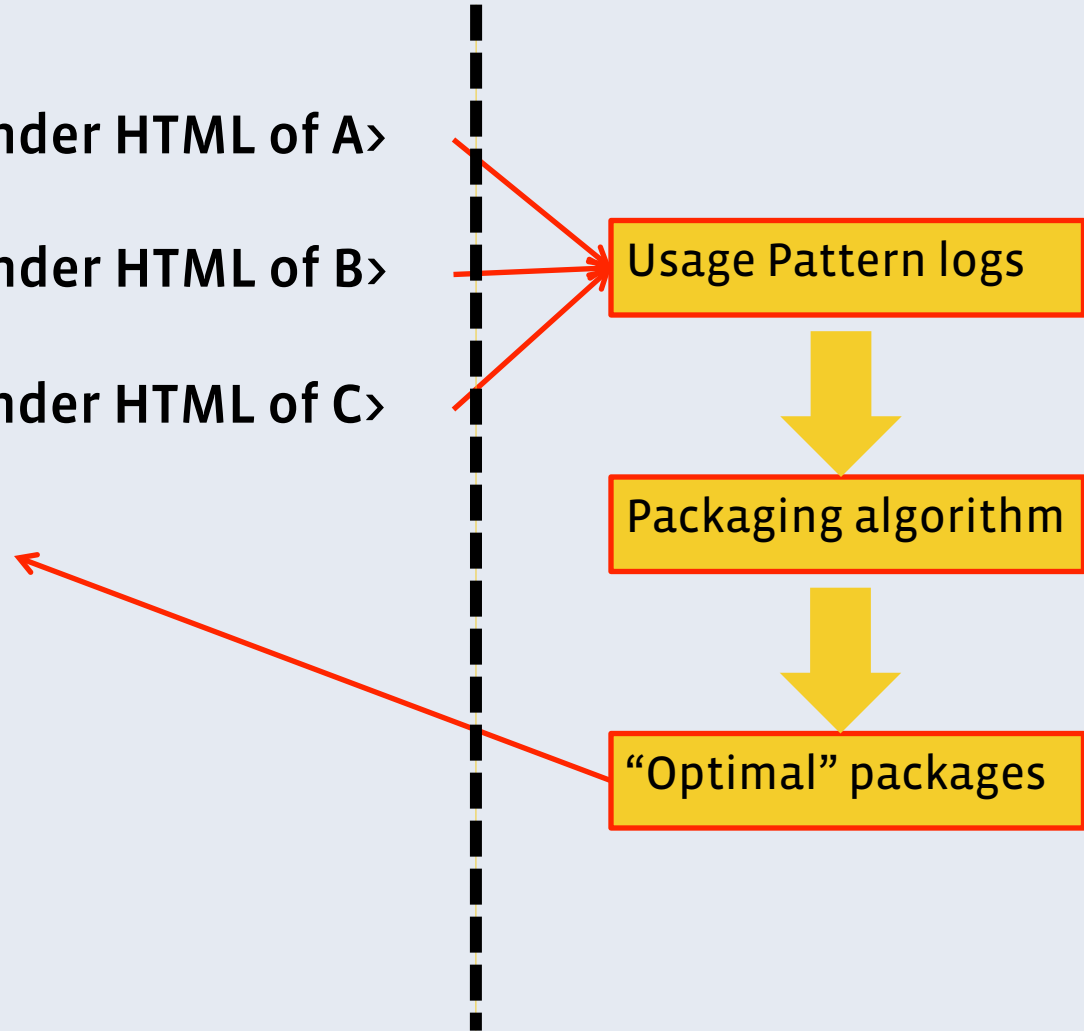 nder HTML of A>
nder HTML of B>
nder HTML of C>
Usage Pattern logs
Packaging algorithm
“Optimal” packages